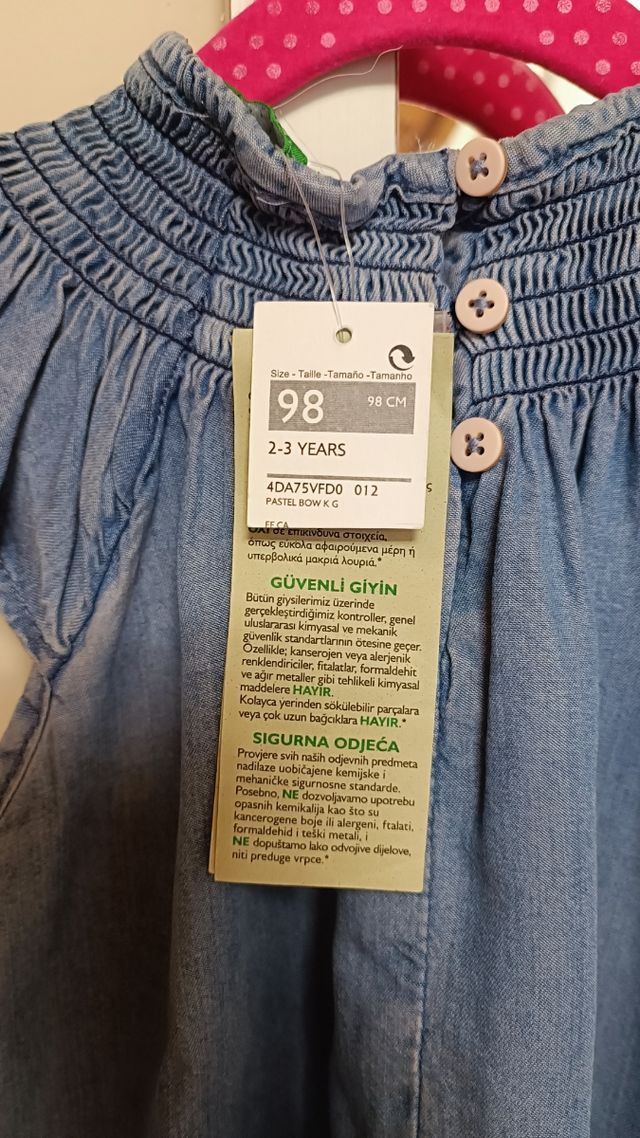 Size - Taille -Tamaño -Tamanho
98 98 CM
2-3 YEARS
4DA75VFD0 012
PASTEL BOW K G
ΟΧΙ σε επικίνδυνα στοιχεία,
όπως εύκολα αφαιρούμενα μέρη ή
υπερβολικά μακριά λουριά.*
GÜVENLİ GİYİN
Bütün giysilerimiz üzerinde
gerçekleştirdiğimiz kontroller, genel
uluslararası kimyasal ve mekanik
güvenlik standartlarının ötesine geçer.
Özellikle; kanserojen veya alerjenik
renklendiriciler, fitalatlar, formaldehit
ve ağır metaller gibi tehlikeli kimyasal
maddelere HAYIR.
Kolayca yerinden sökülebilir parçalara
veya çok uzun bağcıklara HAYIR.*
SIGURNA ODJEĆA
Provjere svih naših odjevnih predmeta
nadilaze uobičajene kemijske i
mehaničke sigurnosne standarde.
Posebno, NE dozvoljavamo upotrebu
opasnih kemikalija kao što su
kancerogene boje ili alergeni, ftalati,
formaldehid i teški metali, i
NE dopuštamo lako odvojive dijelove,
niti preduge vrpce.*